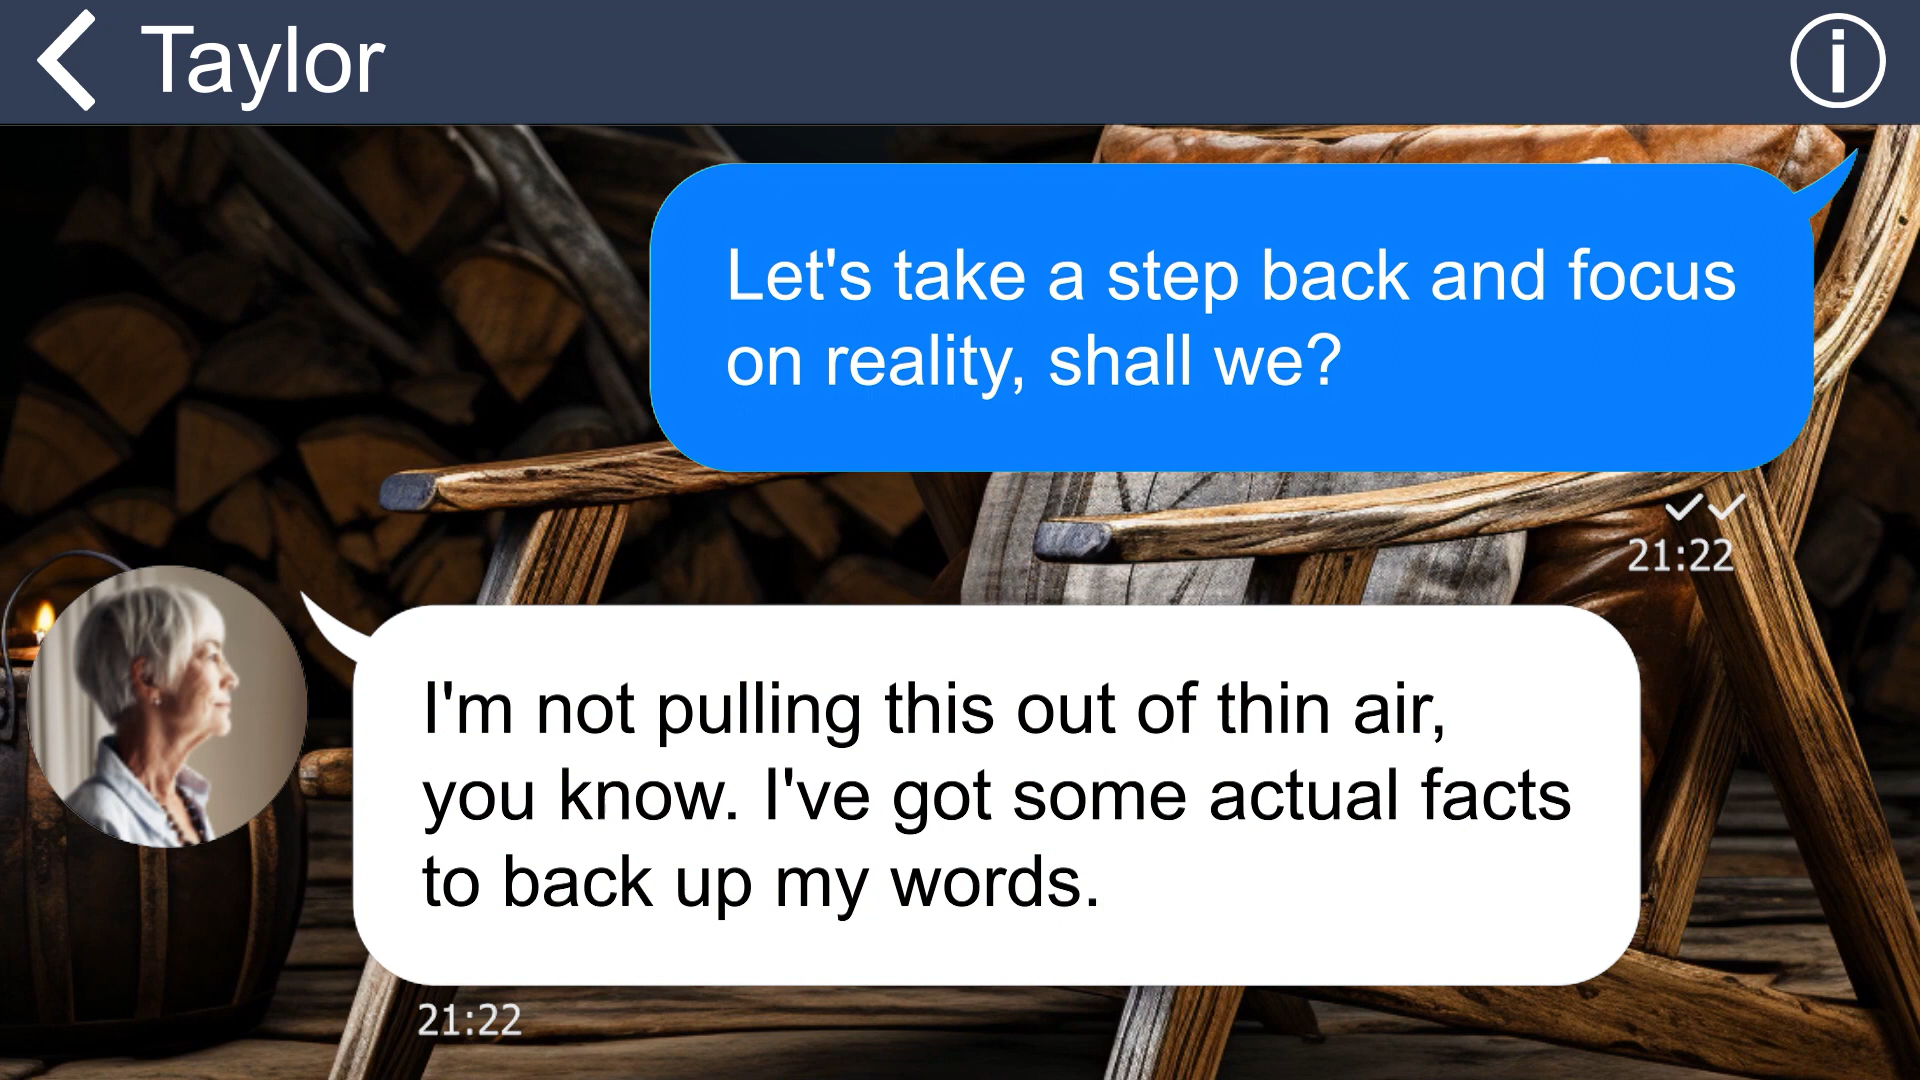 Taylor
Let's take a step back and focus
on reality, shall we?
21:22
I'm not pulling this out of thin air,
you know. I've got some actual facts
to back up my words.
21:22